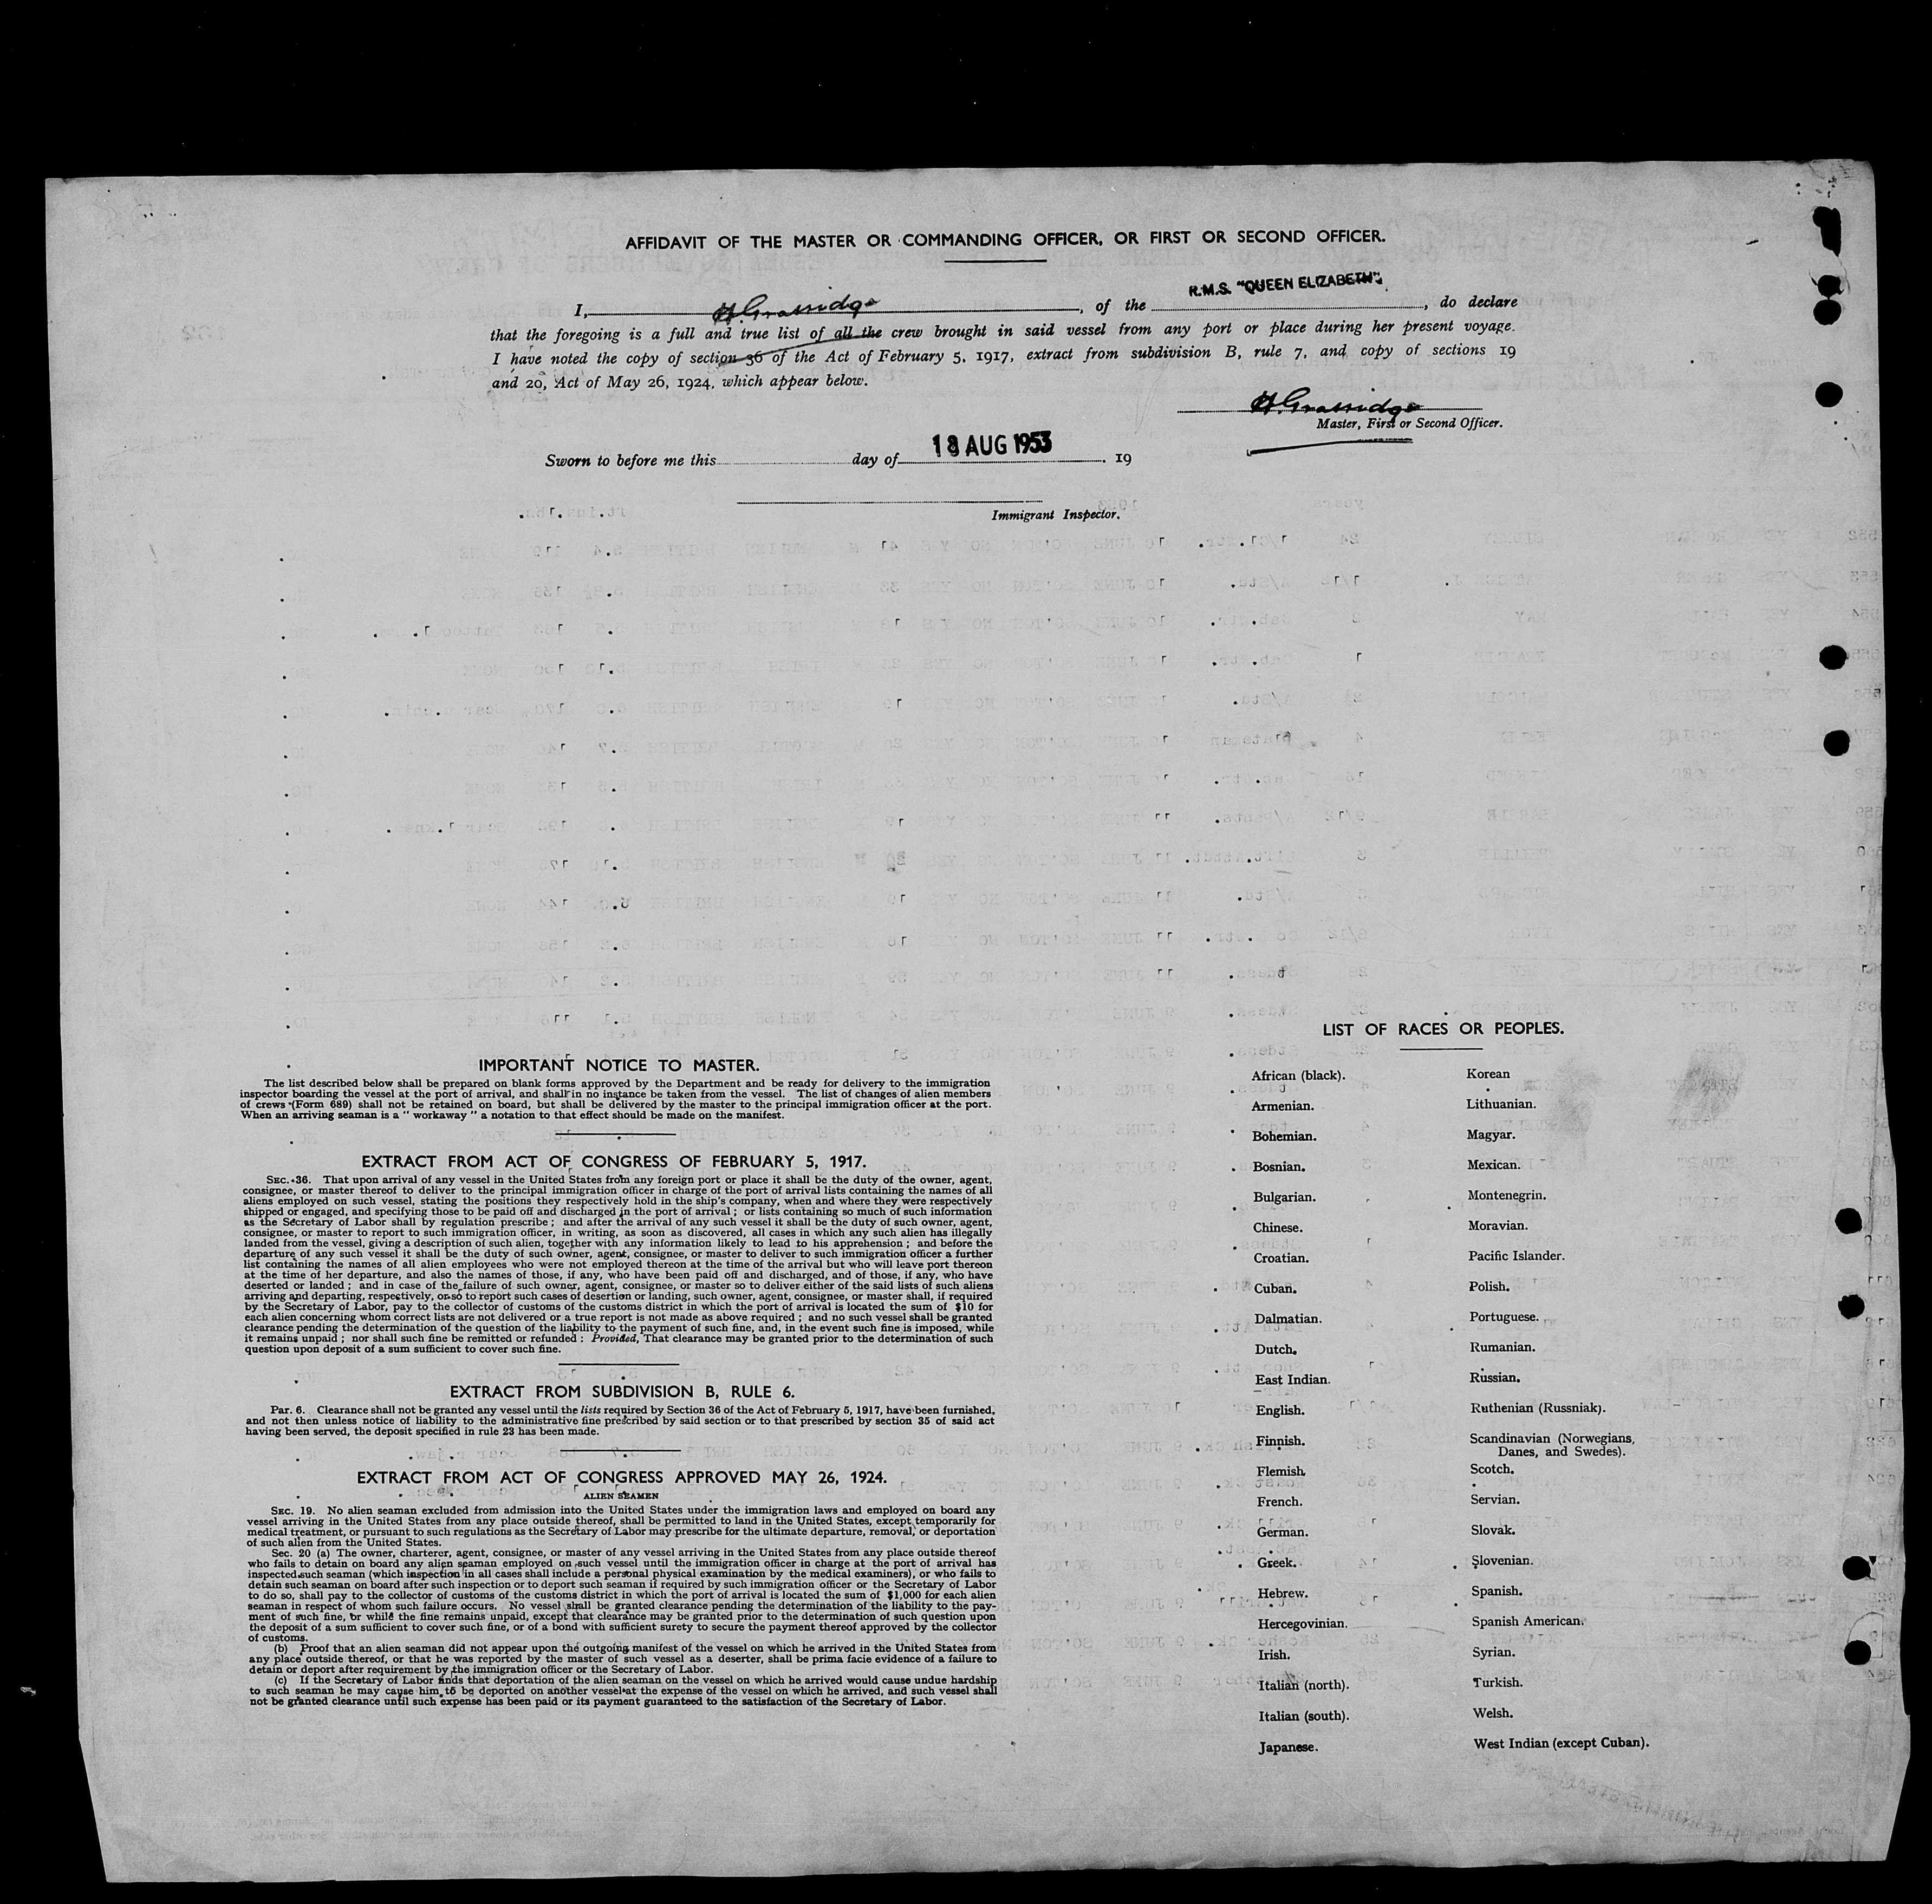 AFFIDAVIT OF THE MASTER OR COMMANDING OFFICER, OR FIRST OR SECOND OFFICER.
R.M.S. "QUEEN ELIZABETH"
I, H. Grattidge, of the, do declare
that the foregoing is a full and true list of all the crew brought in said vessel from any port or place during her present voyage.
I have noted the copy of section 36 of the Act of February 5, 1917, extract from subdivision B, rule 7, and copy of sections 19
and 20, Act of May 26, 1924, which appear below.
H. Grattidge
Master, First or Second Officer.
Sworn to before me this day of 18 AUG 1953 . 19
Immigrant Inspector.
IMPORTANT NOTICE TO MASTER.
The list described below shall be prepared on blank forms approved by the Department and be ready for delivery to the immigration
inspector boarding the vessel at the port of arrival, and shall in no instance be taken from the vessel. The list of changes of alien members
of crews (Form 689) shall not be retained on board, but shall be delivered by the master to the principal immigration officer at the port.
When an arriving seaman is a " workaway " a notation to that effect should be made on the manifest.
EXTRACT FROM ACT OF CONGRESS OF FEBRUARY 5, 1917.
SEC. 36. That upon arrival of any vessel in the United States from any foreign port or place it shall be the duty of the owner, agent,
consignee, or master thereof to deliver to the principal immigration officer in charge of the port of arrival lists containing the names of all
aliens employed on such vessel, stating the positions they respectively hold in the ship's company, when and where they were respectively
shipped or engaged, and specifying those to be paid off and discharged in the port of arrival ; or lists containing so much of such information
as the Secretary of Labor shall by regulation prescribe ; and after the arrival of any such vessel it shall be the duty of such owner, agent,
consignee, or master to report to such immigration officer, in writing, as soon as discovered, all cases in which any such alien has illegally
landed from the vessel, giving a description of such alien, together with any information likely to lead to his apprehension ; and before the
departure of any such vessel it shall be the duty of such owner, agent, consignee, or master to deliver to such immigration officer a further
list containing the names of all alien employees who were not employed thereon at the time of the arrival but who will leave port thereon
at the time of her departure, and also the names of those, if any, who have been paid off and discharged, and of those, if any, who have
deserted or landed ; and in case of the failure of such owner, agent, consignee, or master so to deliver either of the said lists of such aliens
arriving and departing, respectively, or so to report such cases of desertion or landing, such owner, agent, consignee, or master shall, if required
by the Secretary of Labor, pay to the collector of customs of the customs district in which the port of arrival is located the sum of $10 for
each alien concerning whom correct lists are not delivered or a true report is not made as above required ; and no such vessel shall be granted
clearance pending the determination of the question of the liability to the payment of such fine, and, in the event such fine is imposed, while
it remains unpaid ; nor shall such fine be remitted or refunded : Provided, That clearance may be granted prior to the determination of such
question upon deposit of a sum sufficient to cover such fine.
EXTRACT FROM SUBDIVISION B, RULE 6.
Par. 6. Clearance shall not be granted any vessel until the lists required by Section 36 of the Act of February 5, 1917, have been furnished,
and not then unless notice of liability to the administrative fine prescribed by said section or to that prescribed by section 35 of said act
having been served, the deposit specified in rule 23 has been made.
EXTRACT FROM ACT OF CONGRESS APPROVED MAY 26, 1924.
ALIEN SEAMEN
SEC. 19. No alien seaman excluded from admission into the United States under the immigration laws and employed on board any
vessel arriving in the United States from any place outside thereof, shall be permitted to land in the United States, except temporarily for
medical treatment, or pursuant to such regulations as the Secretary of Labor may prescribe for the ultimate departure, removal, or deportation
of such alien from the United States.
Sec. 20 (a) The owner, charterer, agent, consignee, or master of any vessel arriving in the United States from any place outside thereof
who fails to detain on board any alien seaman employed on such vessel until the immigration officer in charge at the port of arrival has
inspected such seaman (which inspection in all cases shall include a personal physical examination by the medical examiners), or who fails to
detain such seaman on board after such inspection or to deport such seaman if required by such immigration officer or the Secretary of Labor
to do so, shall pay to the collector of customs of the customs district in which the port of arrival is located the sum of $1,000 for each alien
seaman in respect of whom such failure occurs. No vessel shall be granted clearance pending the determination of the liability to the pay-
ment of such fine, or while the fine remains unpaid, except that clearance may be granted prior to the determination of such question upon
the deposit of a sum sufficient to cover such fine, or of a bond with sufficient surety to secure the payment thereof approved by the collector
of customs.
(b) Proof that an alien seaman did not appear upon the outgoing manifest of the vessel on which he arrived in the United States from
any place outside thereof, or that he was reported by the master of such vessel as a deserter, shall be prima facie evidence of a failure to
detain or deport after requirement by the immigration officer or the Secretary of Labor.
(c) If the Secretary of Labor finds that deportation of the alien seaman on the vessel on which he arrived would cause undue hardship
to such seaman he may cause him to be deported on another vessel at the expense of the vessel on which he arrived, and such vessel shall
not be granted clearance until such expense has been paid or its payment guaranteed to the satisfaction of the Secretary of Labor.
LIST OF RACES OR PEOPLES.
African (black).
Armenian.
Bohemian.
Bosnian.
Bulgarian.
Chinese.
Croatian.
Cuban.
Dalmatian.
Dutch.
East Indian.
English.
Finnish.
Flemish.
French.
German.
Greek.
Hebrew.
Hercegovinian.
Irish.
Italian (north).
Italian (south).
Japanese.
Korean
Lithuanian.
Magyar.
Mexican.
Montenegrin.
Moravian.
Pacific Islander.
Polish.
Portuguese.
Rumanian.
Russian.
Ruthenian (Russniak).
Scandinavian (Norwegians,
Danes, and Swedes).
Scotch.
Servian.
Slovak.
Slovenian.
Spanish.
Spanish American.
Syrian.
Turkish.
Welsh.
West Indian (except Cuban).